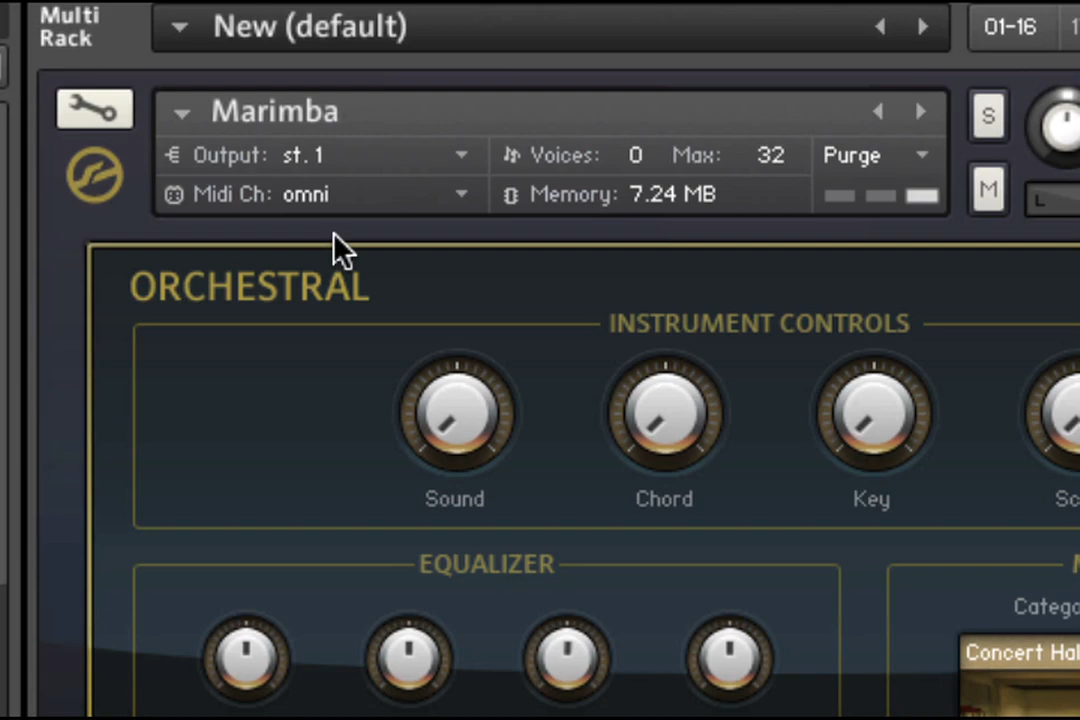 Multi
Rack
New (default)
01-16
Marimba
S
Output: st. 1
Voices: 0 Max: 32
Purge
Midi Ch: omni
Memory: 7.24 MB
M
L
ORCHESTRAL
INSTRUMENT CONTROLS
Sound
Chord
Key
EQUALIZER
Concert Hal